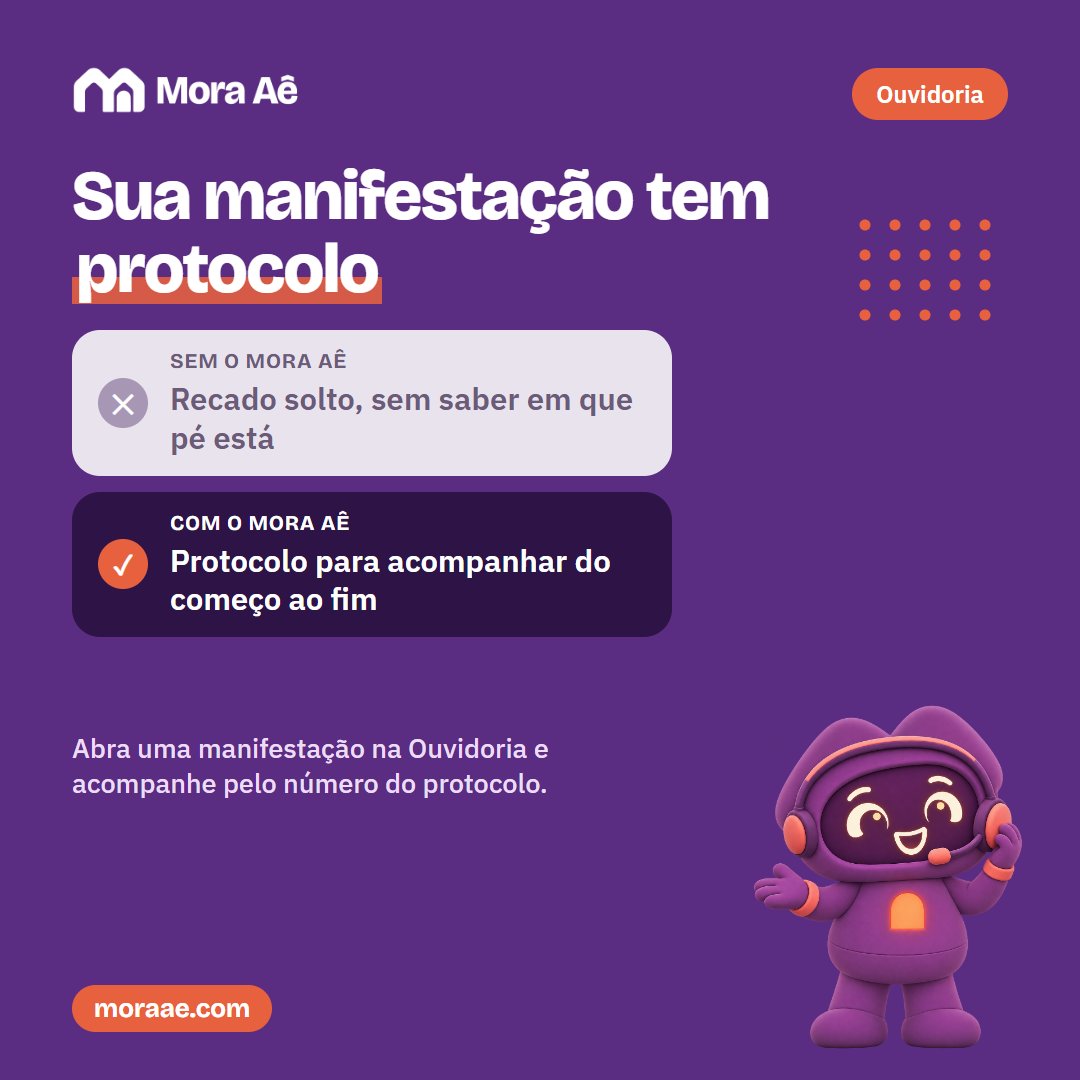 Mora Aê
Ouvidoria
Sua manifestação tem
protocolo
SEM O MORA AÊ
Recado solto, sem saber em que
pé está
COM O MORA AÊ
Protocolo para acompanhar do
começo ao fim
Abra uma manifestação na Ouvidoria e
acompanhe pelo número do protocolo.
moraae.com